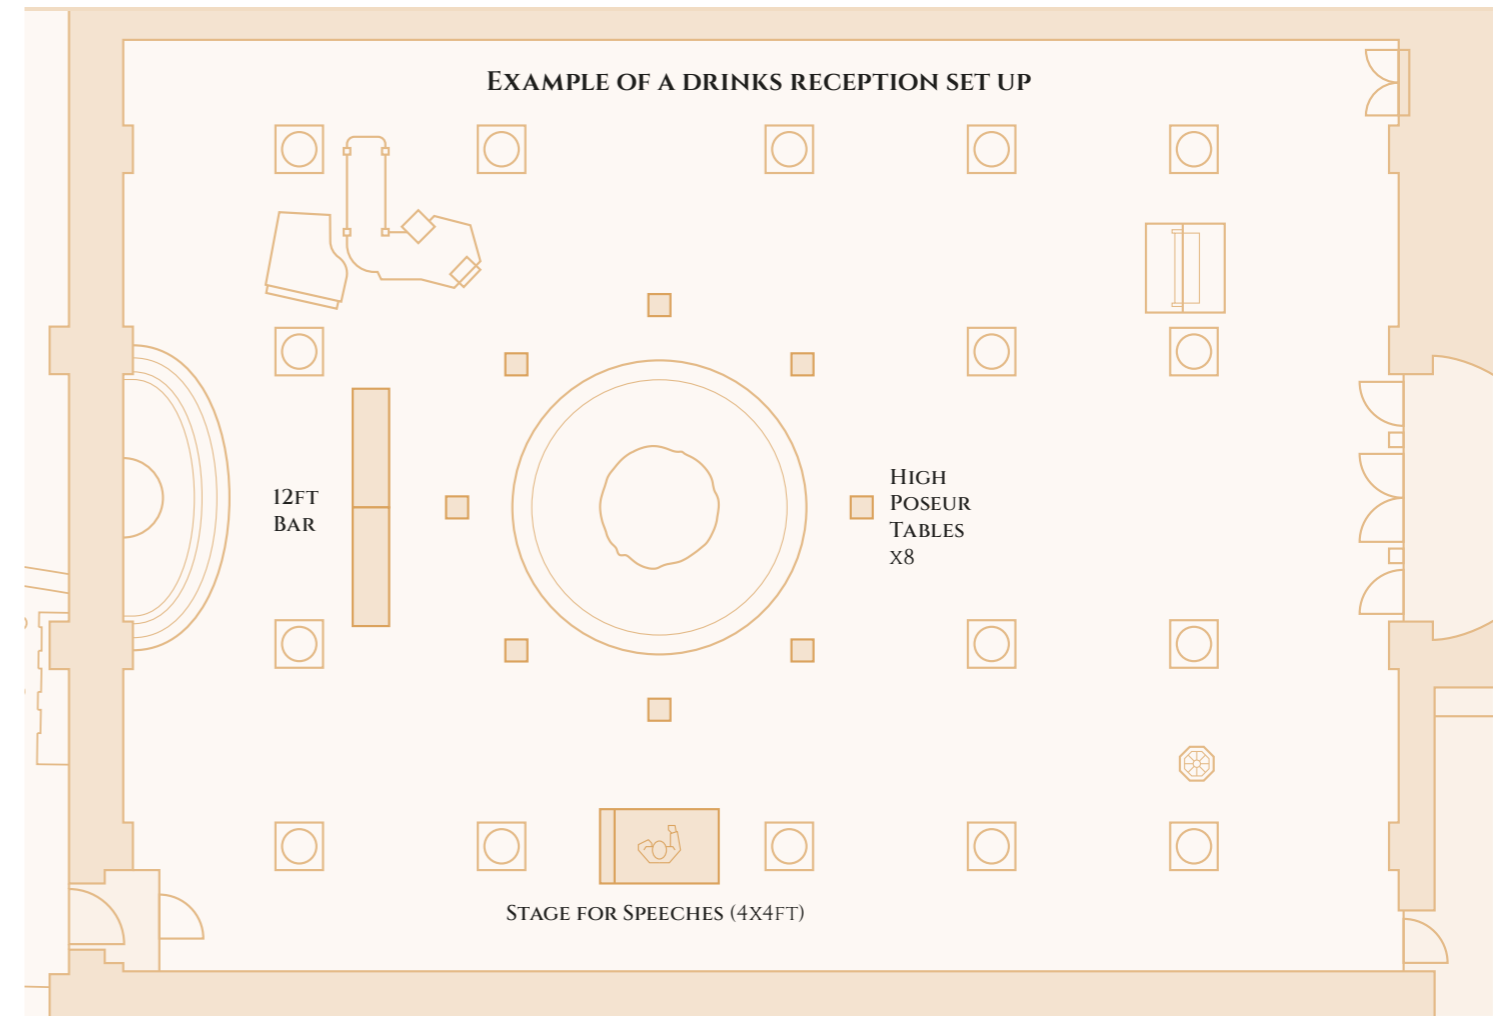 Example of a drinks reception set up
12ft
Bar
High
Poseur
Tables
x8
Stage for Speeches (4x4ft)